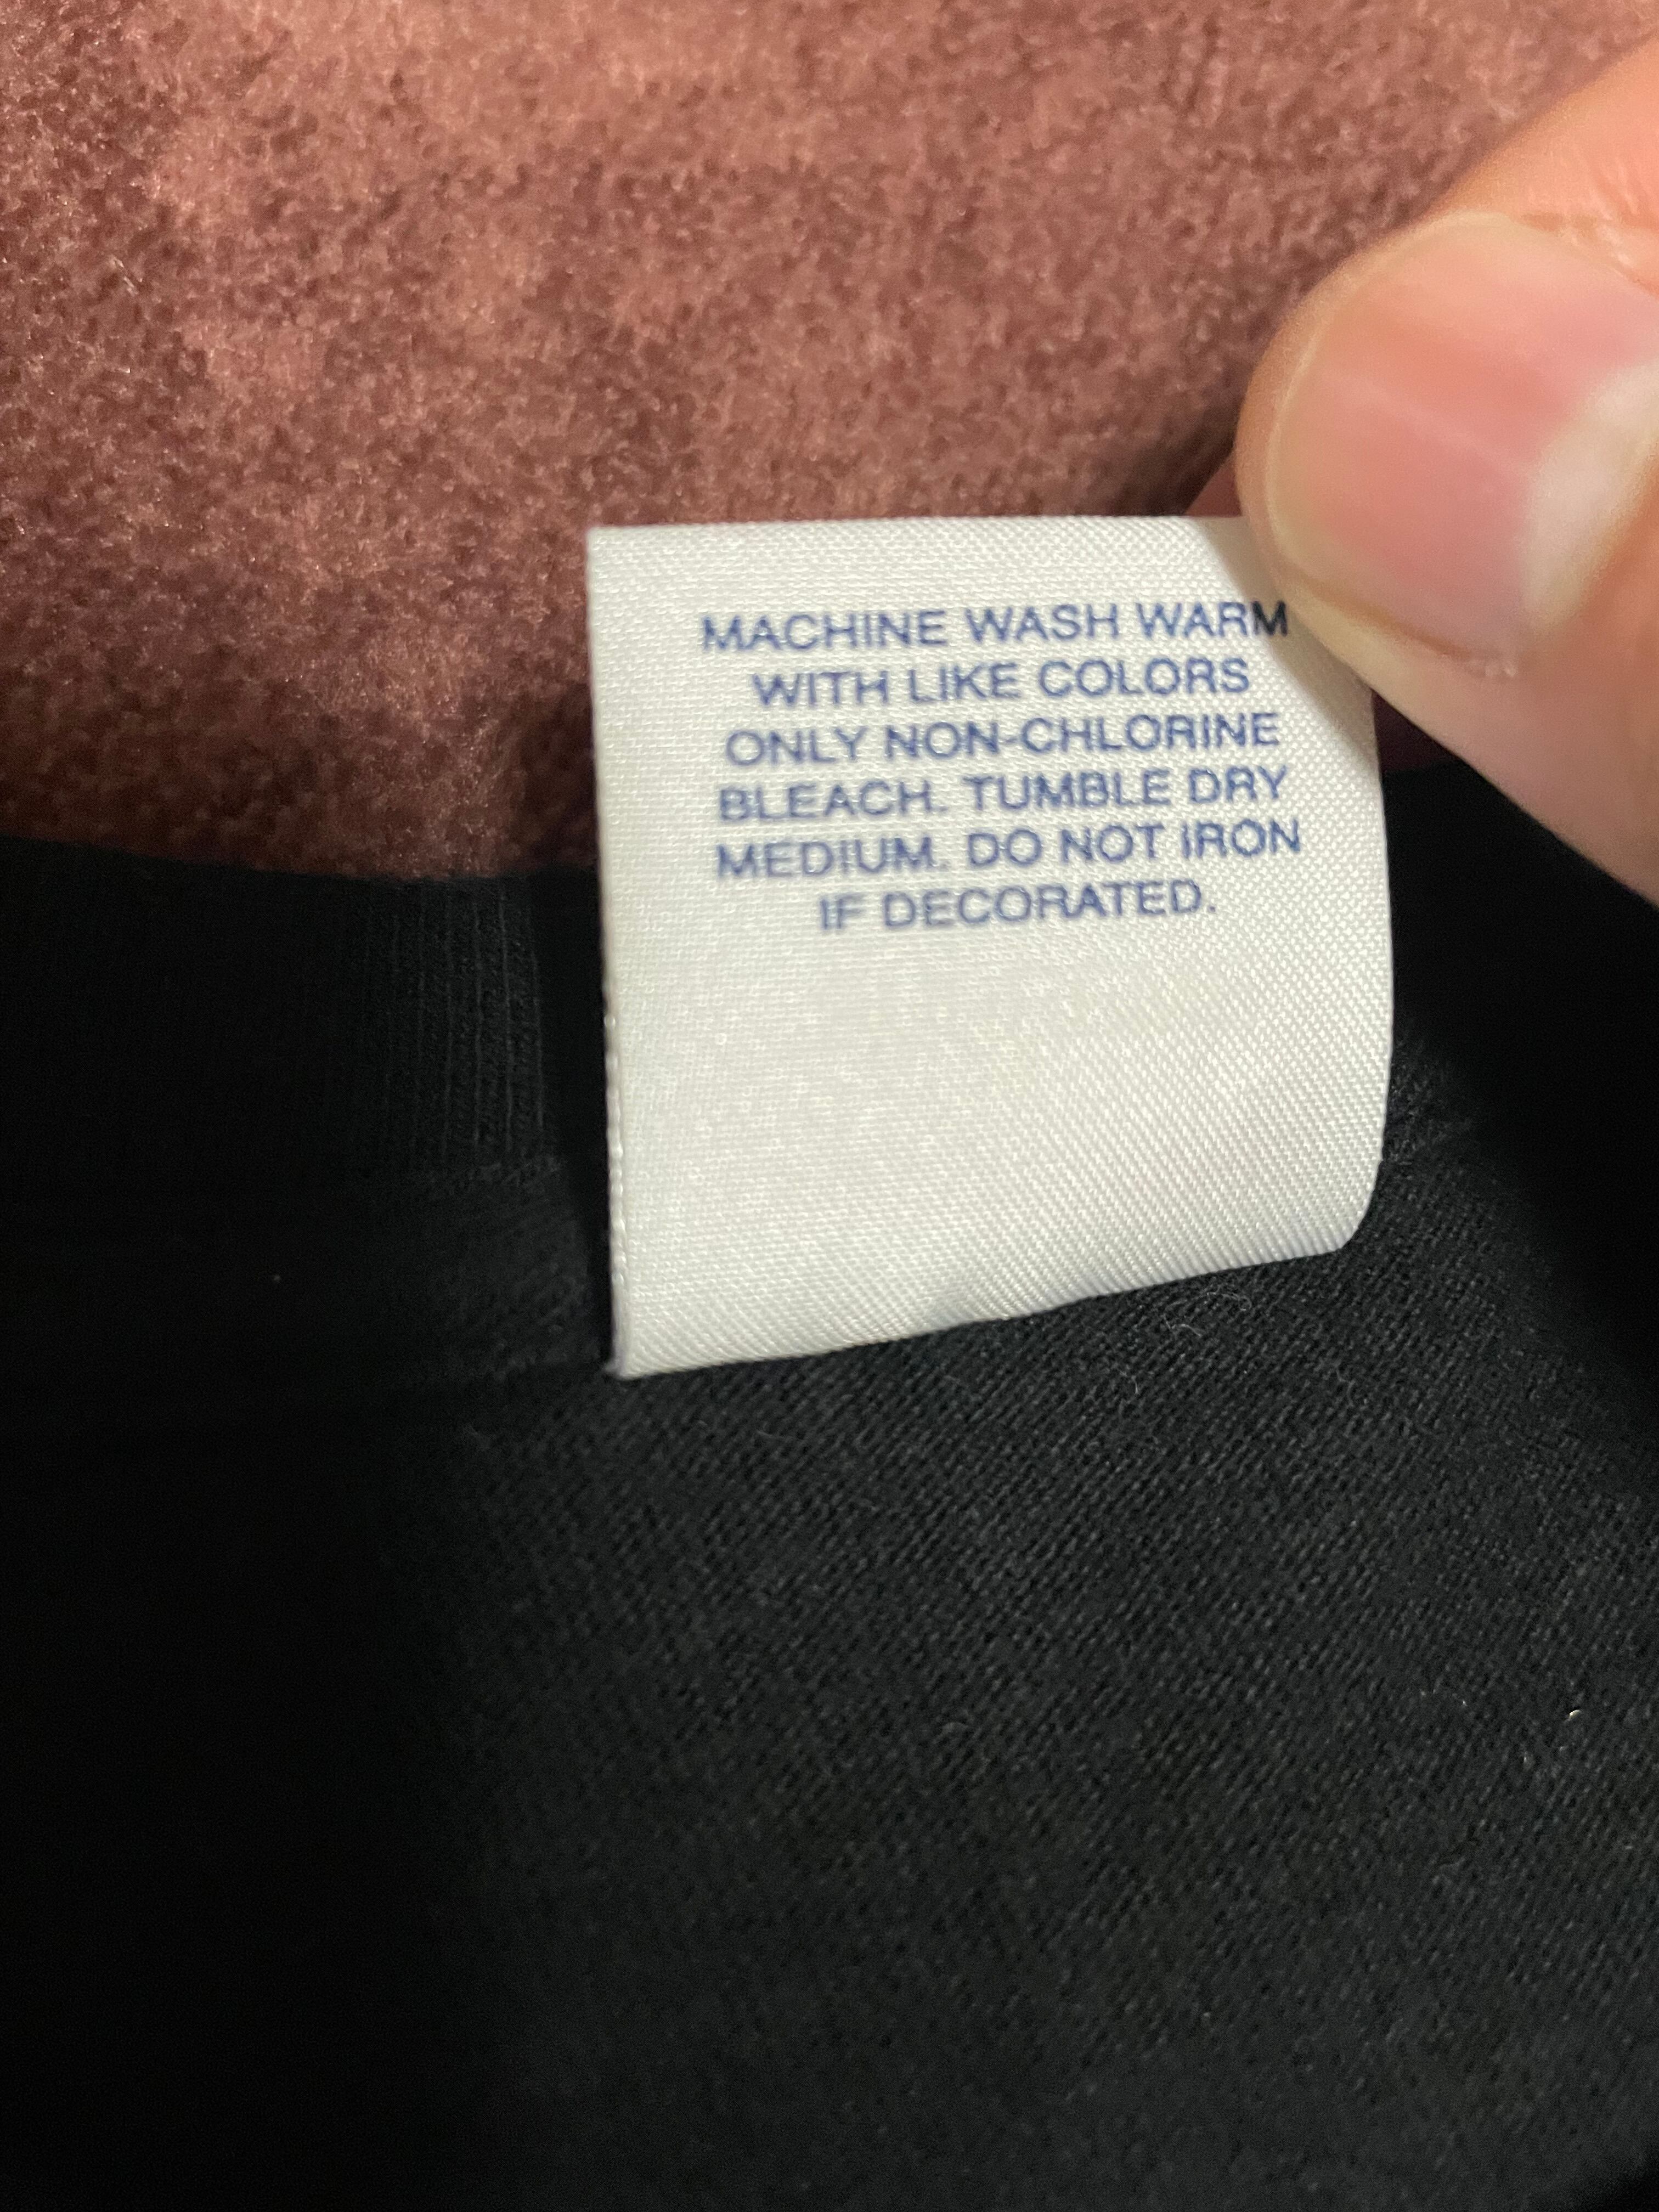 MACHINE WASH WARM
WITH LIKE COLORS
ONLY NON-CHLORINE
BLEACH. TUMBLE DRY
MEDIUM. DO NOT IRON
IF DECORATED.